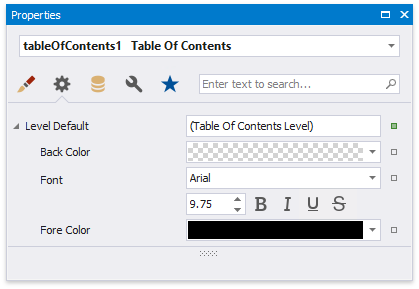 Properties
tableOfContents1 Table Of Contents
Enter text to search...
Level Default (Table Of Contents Level)
Back Color
Font Arial
9.75 B I U S
Fore Color